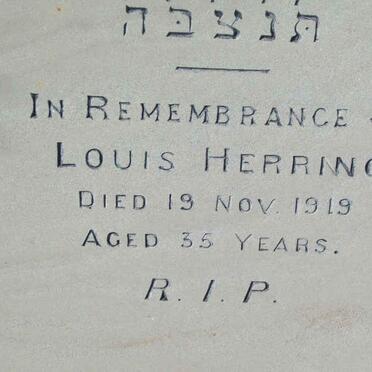 תנצבה
IN REMEMBRANCE
LOUIS HERRING
DIED 19 NOV. 1919
AGED 35 YEARS.
R. I. P.